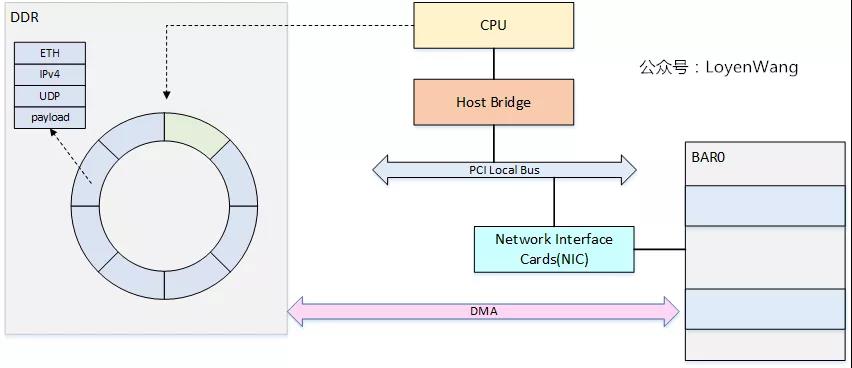 DDR
ETH
IPv4
UDP
payload
CPU
Host Bridge
公众号：LoyenWang
PCI Local Bus
BAR0
Network Interface
Cards(NIC)
DMA